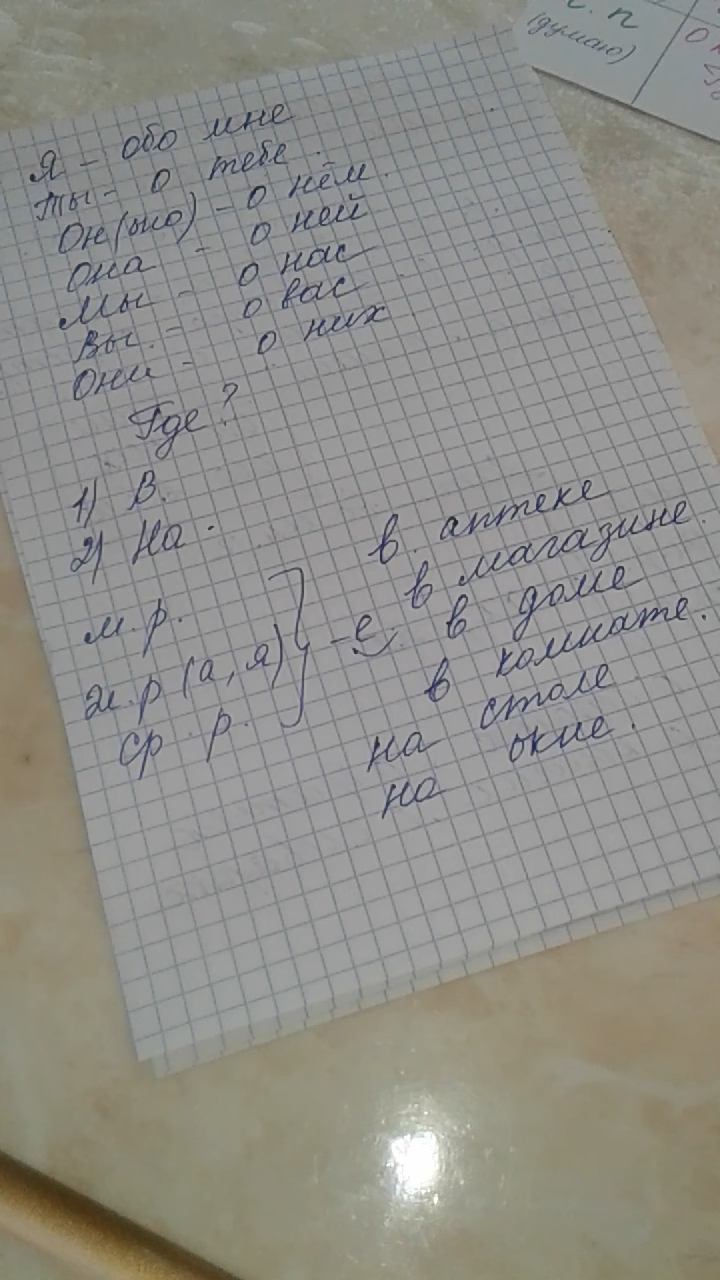 п
(думаю)
О
Я - обо мне
ты - о тебе.
Он(оно) - о нём.
Она - о ней
Мы - о нас
Вы. - о вас
Они - о них
Где?
1) В.
2) На.
м.р.
ж.р (а, я) } -е
ср. р.
в. аптеке
в магазине.
в доме
в комнате.
на столе
на окне.